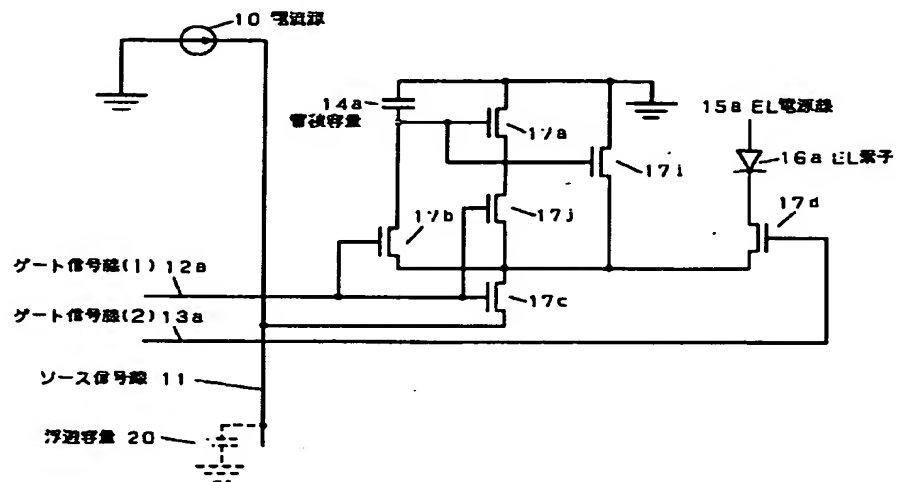 10 電流源
14a
蓄積容量
17a
15a EL電源線
16a EL素子
17i
17d
17b
17j
ゲート信号線(1) 12a
17c
ゲート信号線(2) 13a
ソース信号線 11
浮遊容量 20